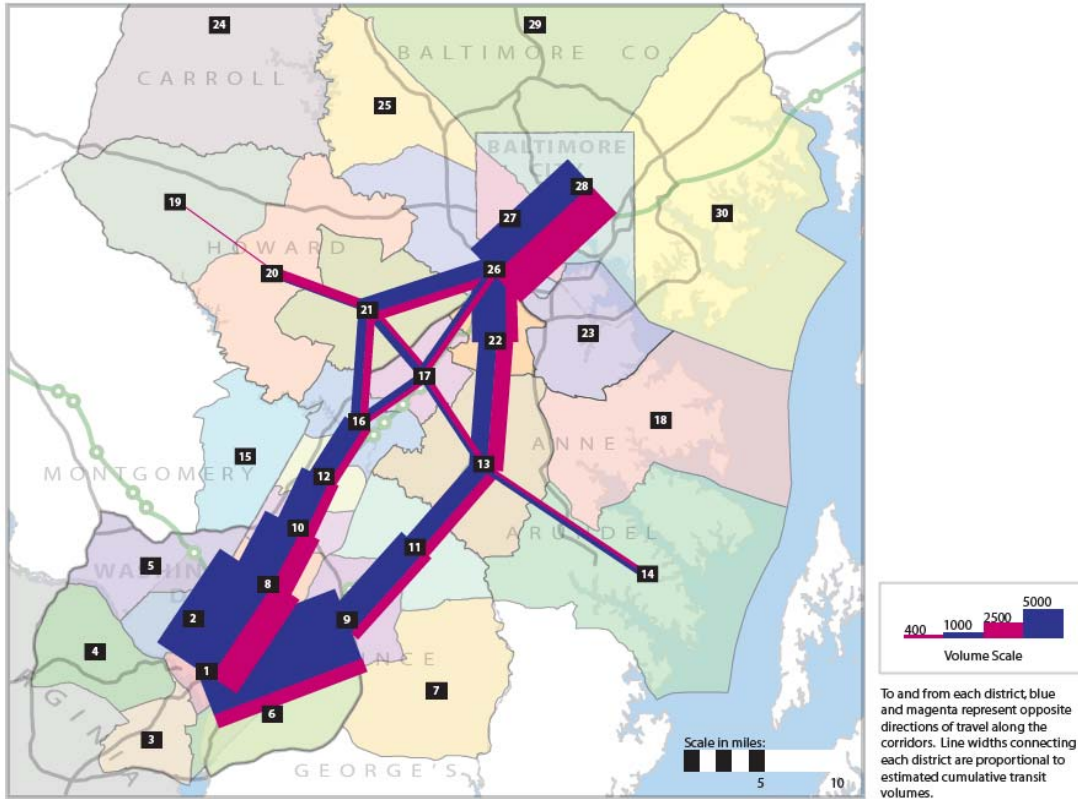 24
29
BALTIMORE CO
CARROLL
25
BALTIMORE
CITY
28
19
27
30
HOWARD
20
26
21
22
23
17
16
18
MONTGOMERY
15
12
13
ANNE
10
ARUNDEL
5
11
14
8
2
9
4
1
7
6
3
GEORGE'S
Scale in miles:
5
10
400
1000
2500
5000
Volume Scale
To and from each district, blue
and magenta represent opposite
directions of travel along the
corridors. Line widths connecting
each district are proportional to
estimated cumulative transit
volumes.